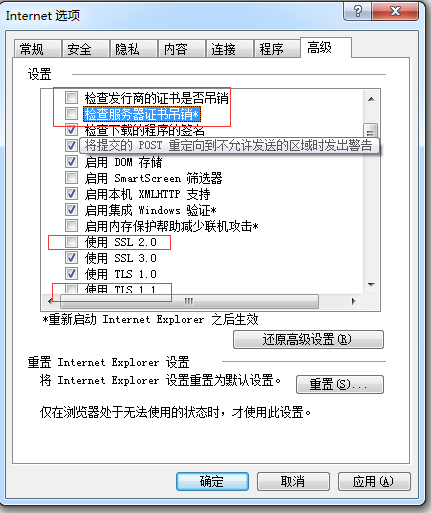 Internet 选项
?
常规 安全 隐私 内容 连接 程序 高级
设置
检查发行商的证书是否吊销
检查服务器证书吊销*
检查下载的程序的签名
将提交的 POST 重定向到不允许发送的区域时发出警告
启用 DOM 存储
启用 SmartScreen 筛选器
启用本机 XMLHTTP 支持
启用集成 Windows 验证*
启用内存保护帮助减少联机攻击*
使用 SSL 2.0
使用 SSL 3.0
使用 TLS 1.0
使用 TLS 1.1
*重新启动 Internet Explorer 之后生效
还原高级设置(R)
重置 Internet Explorer 设置
将 Internet Explorer 设置重置为默认设置。
重置(S)...
仅在浏览器处于无法使用的状态时，才使用此设置。
确定 取消 应用(A)